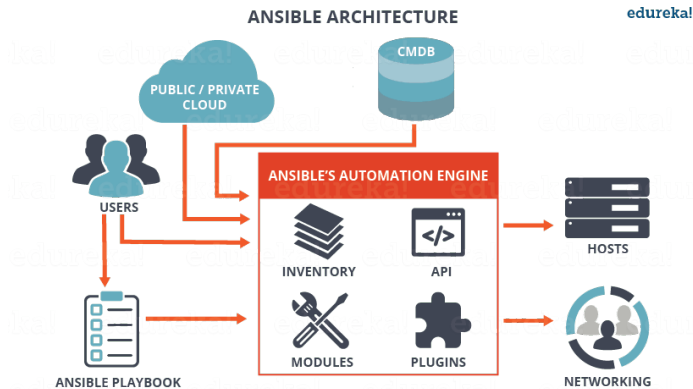 ANSIBLE ARCHITECTURE
edureka!
CMDB
PUBLIC / PRIVATE
CLOUD
ANSIBLE'S AUTOMATION ENGINE
USERS
</>
INVENTORY
API
HOSTS
MODULES
PLUGINS
ANSIBLE PLAYBOOK
NETWORKING